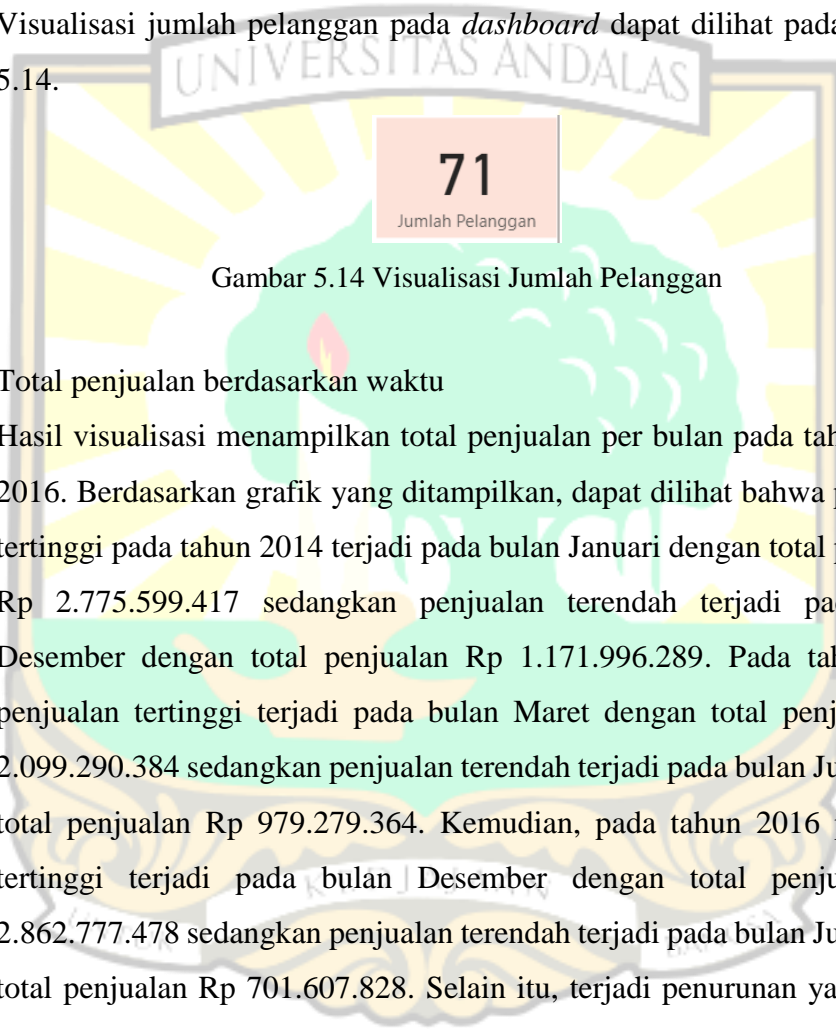 Visualisasi jumlah pelanggan pada dashboard dapat dilihat pada
5.14.
UNIVERSITAS ANDALAS
71
Jumlah Pelanggan
Gambar 5.14 Visualisasi Jumlah Pelanggan
Total penjualan berdasarkan waktu
Hasil visualisasi menampilkan total penjualan per bulan pada tah
2016. Berdasarkan grafik yang ditampilkan, dapat dilihat bahwa p
tertinggi pada tahun 2014 terjadi pada bulan Januari dengan total p
Rp 2.775.599.417 sedangkan penjualan terendah terjadi pad
Desember dengan total penjualan Rp 1.171.996.289. Pada tah
penjualan tertinggi terjadi pada bulan Maret dengan total penj
2.099.290.384 sedangkan penjualan terendah terjadi pada bulan Ju
total penjualan Rp 979.279.364. Kemudian, pada tahun 2016 p
tertinggi terjadi pada bulan Desember dengan total penju
2.862.777.478 sedangkan penjualan terendah terjadi pada bulan Ju
UNTUK BANGSA
total penjualan Rp 701.607.828. Selain itu, terjadi penurunan ya